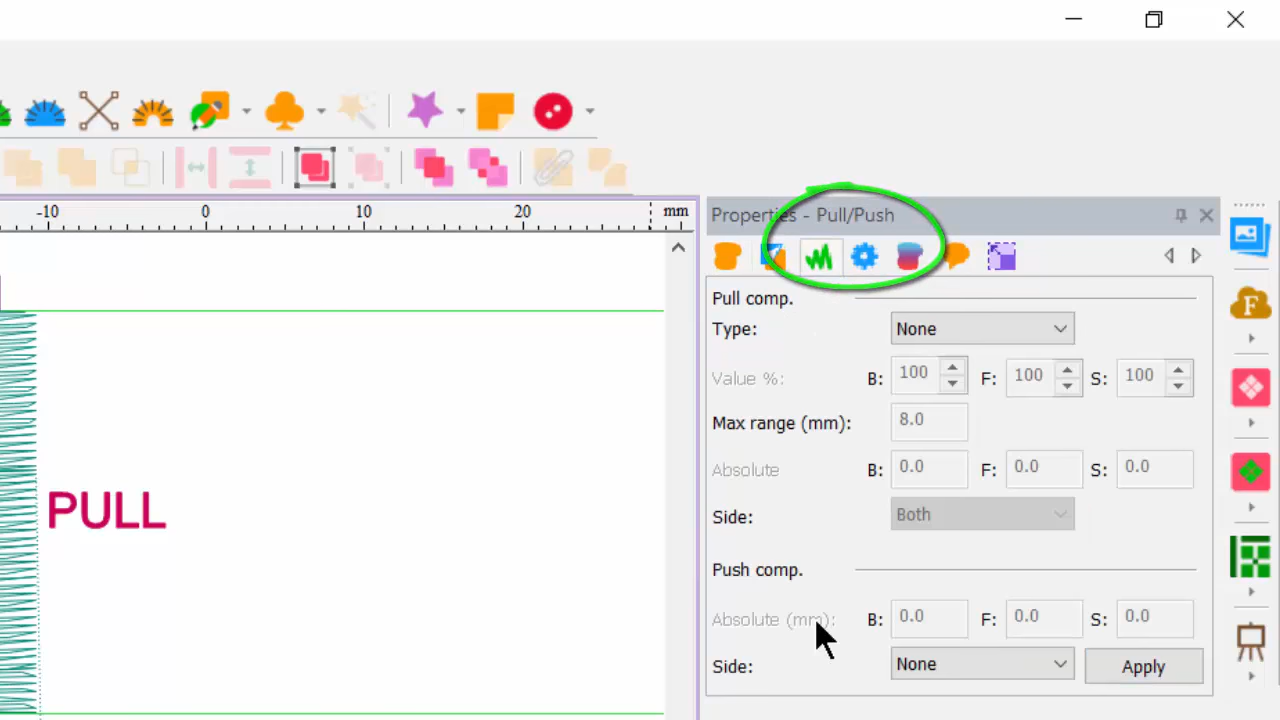 -10 0 10 20 mm
Properties - Pull/Push
Pull comp.
Type: None
Value %: B: 100 F: 100 S: 100
Max range (mm): 8.0
Absolute B: 0.0 F: 0.0 S: 0.0
Side: Both
Push comp.
Absolute (mm): B: 0.0 F: 0.0 S: 0.0
Side: None Apply
PULL
F